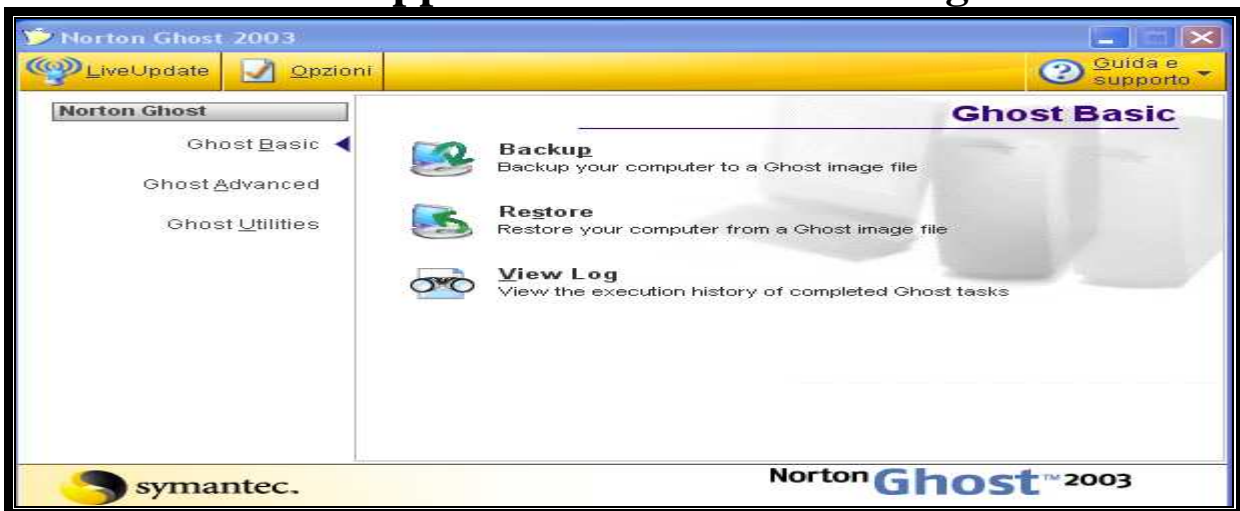 Norton Ghost 2003
LiveUpdate
Opzioni
Guida e
supporto
Norton Ghost
Ghost Basic
Ghost Advanced
Ghost Utilities
Ghost Basic
Backup
Backup your computer to a Ghost image file
Restore
Restore your computer from a Ghost image file
View Log
View the execution history of completed Ghost tasks
symantec.
Norton Ghost™ 2003